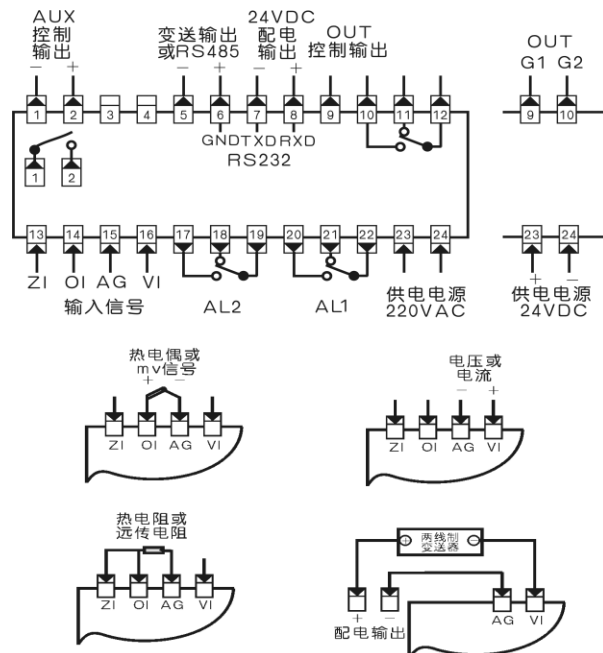 AUX 变送输出 24VDC OUT
控制 或RS485 配电 控制输出 OUT
输出 输出 G1 G2
− + − + − +
1 2 3 4 5 6 7 8 9 10 11 12 9 10
GND TXD RXD
RS232
1 2
13 14 15 16 17 18 19 20 21 22 23 24 23 24
ZI OI AG VI + −
输入信号 AL2 AL1 供电电源 供电电源
220VAC 24VDC
热电偶或
mv信号
+ −
ZI OI AG VI
电压或
电流
− +
ZI OI AG VI
热电阻或
远传电阻
ZI OI AG VI
+ 两线制 −
变送器
+ −
配电输出
AG VI